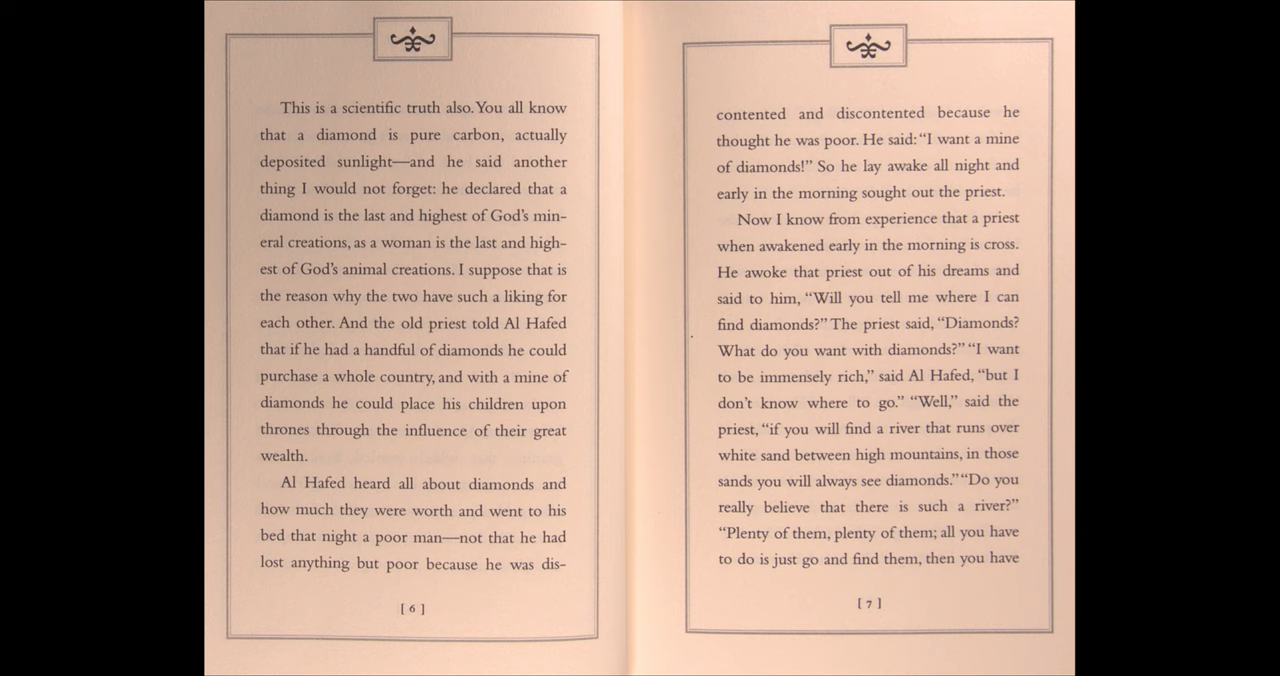 This is a scientific truth also. You all know
that a diamond is pure carbon, actually
deposited sunlight—and he said another
thing I would not forget: he declared that a
diamond is the last and highest of God's min-
eral creations, as a woman is the last and high-
est of God's animal creations. I suppose that is
the reason why the two have such a liking for
each other. And the old priest told Al Hafed
that if he had a handful of diamonds he could
purchase a whole country, and with a mine of
diamonds he could place his children upon
thrones through the influence of their great
wealth.
Al Hafed heard all about diamonds and
how much they were worth and went to his
bed that night a poor man—not that he had
lost anything but poor because he was dis-
[ 6 ]
contented and discontented because he
thought he was poor. He said: “I want a mine
of diamonds!” So he lay awake all night and
early in the morning sought out the priest.
Now I know from experience that a priest
when awakened early in the morning is cross.
He awoke that priest out of his dreams and
said to him, “Will you tell me where I can
find diamonds?” The priest said, “Diamonds?
What do you want with diamonds?” “I want
to be immensely rich,” said Al Hafed, “but I
don't know where to go.” “Well,” said the
priest, “if you will find a river that runs over
white sand between high mountains, in those
sands you will always see diamonds.” “Do you
really believe that there is such a river?”
“Plenty of them, plenty of them; all you have
to do is just go and find them, then you have
[ 7 ]